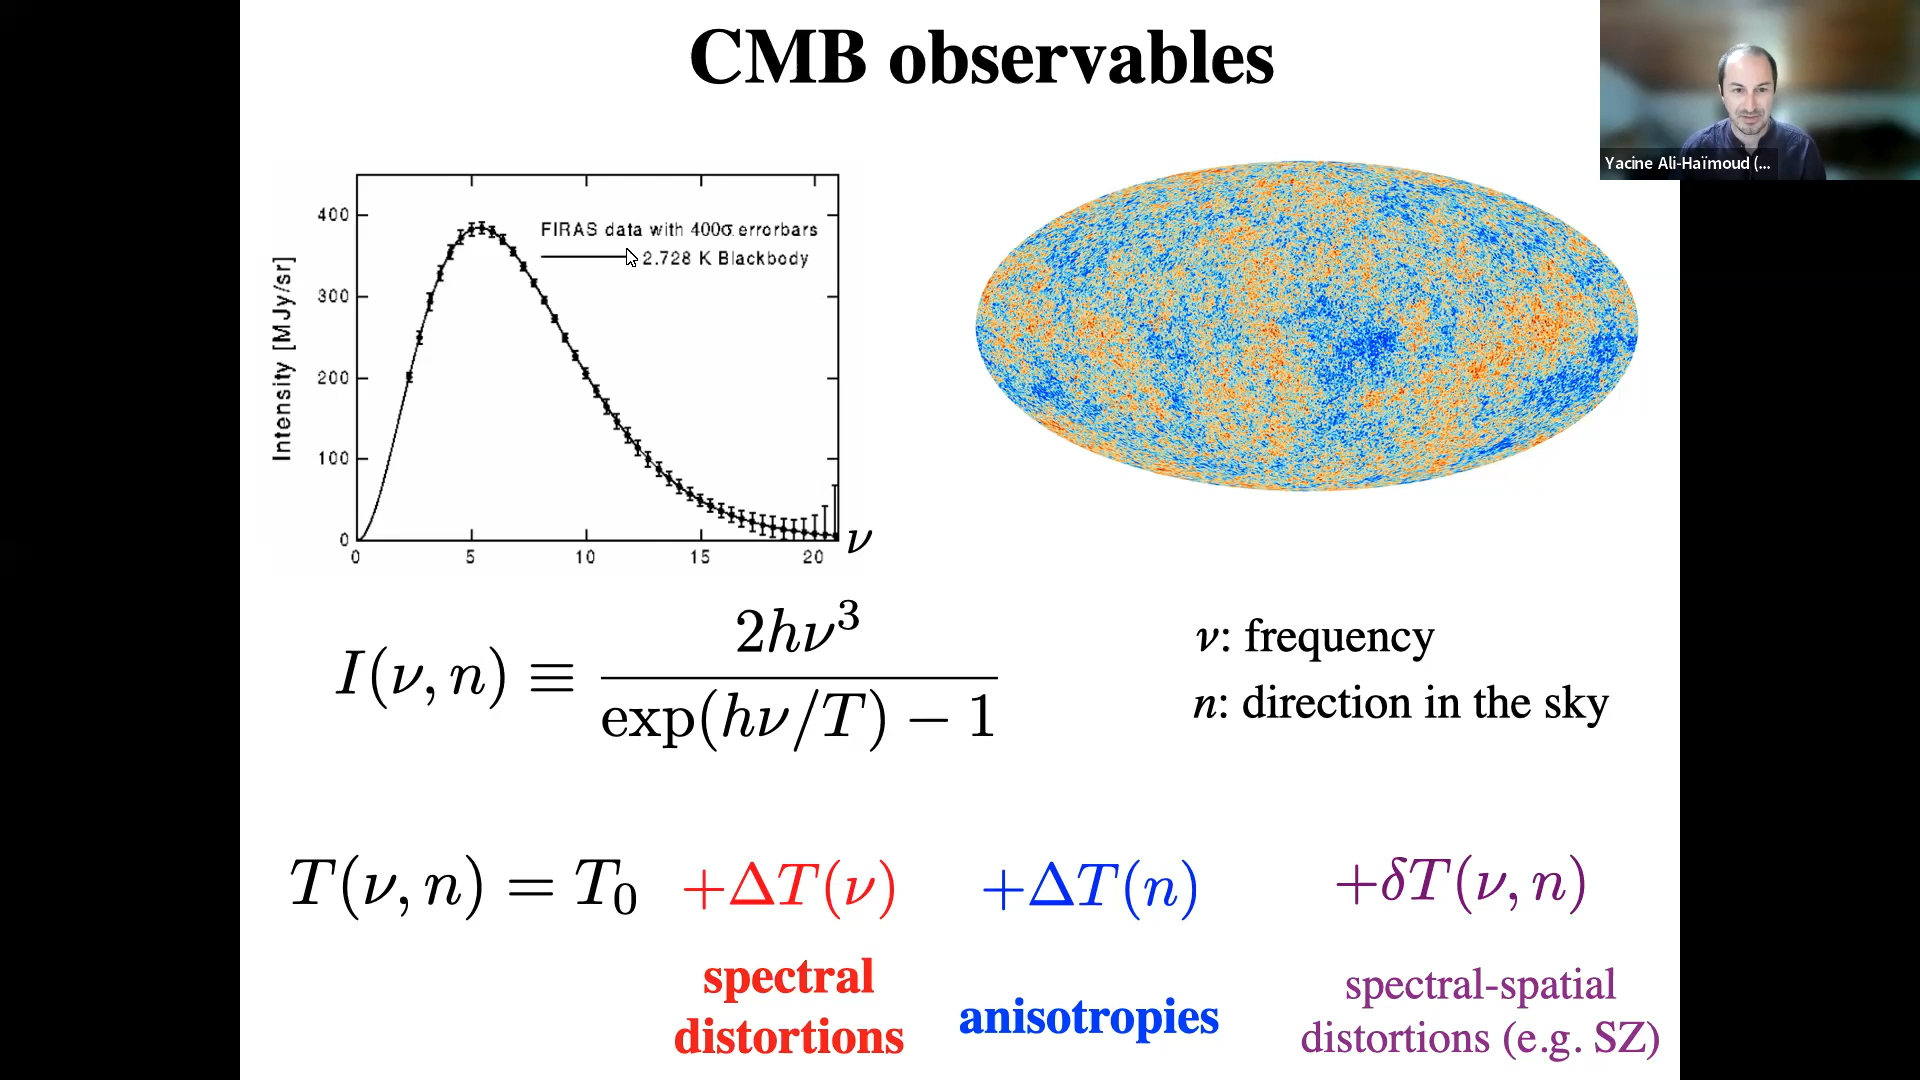 CMB observables
Yacine Ali-Haïmoud (...
FIRAS data with 400σ errorbars
2.728 K Blackbody
Intensity [MJy/sr]
400
300
200
100
0
0 5 10 15 20
ν
I(ν, n) ≡ 2hν³ / exp(hν/T) − 1
ν: frequency
n: direction in the sky
T(ν, n) = T₀ +ΔT(ν) +ΔT(n) +δT(ν, n)
spectral
distortions
anisotropies
spectral-spatial
distortions (e.g. SZ)